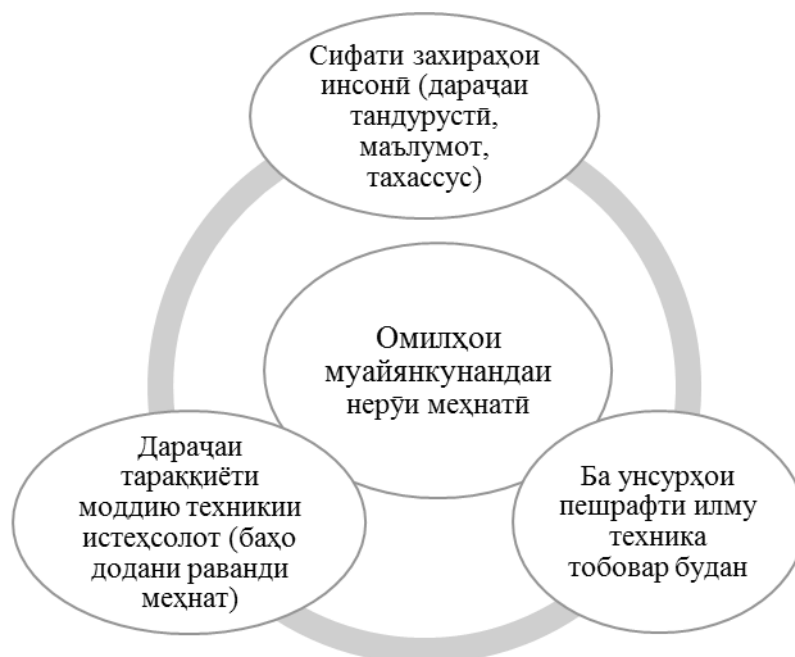 Сифати захираҳои
инсонӣ (дараҷаи
тандурустӣ,
маълумот,
тахассус)
Омилҳои
муайянкунандаи
нерӯи меҳнатӣ
Дараҷаи
тараққиёти
моддию техникии
истеҳсолот (баҳо
додани раванди
меҳнат)
Ба унсурҳои
пешрафти илму
техника
тобовар будан